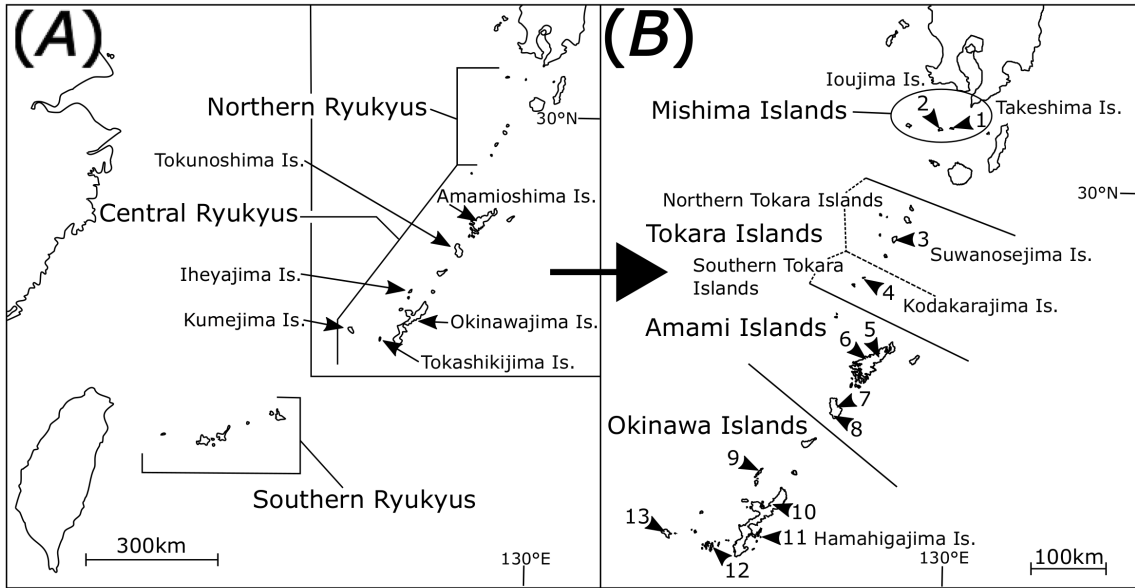 (A)
Northern Ryukyus
30°N
Tokunoshima Is.
Amamioshima Is.
Central Ryukyus
Iheyajima Is.
Kumejima Is.
Okinawajima Is.
Tokashikijima Is.
Southern Ryukyus
300km
130°E
(B)
Ioujima Is.
Mishima Islands
2
Takeshima Is.
1
30°N
Northern Tokara Islands
Tokara Islands
3
Suwanosejima Is.
Southern Tokara
Islands
4
Kodakarajima Is.
Amami Islands
6
5
7
8
Okinawa Islands
9
10
13
11 Hamahigajima Is.
12
130°E
100km